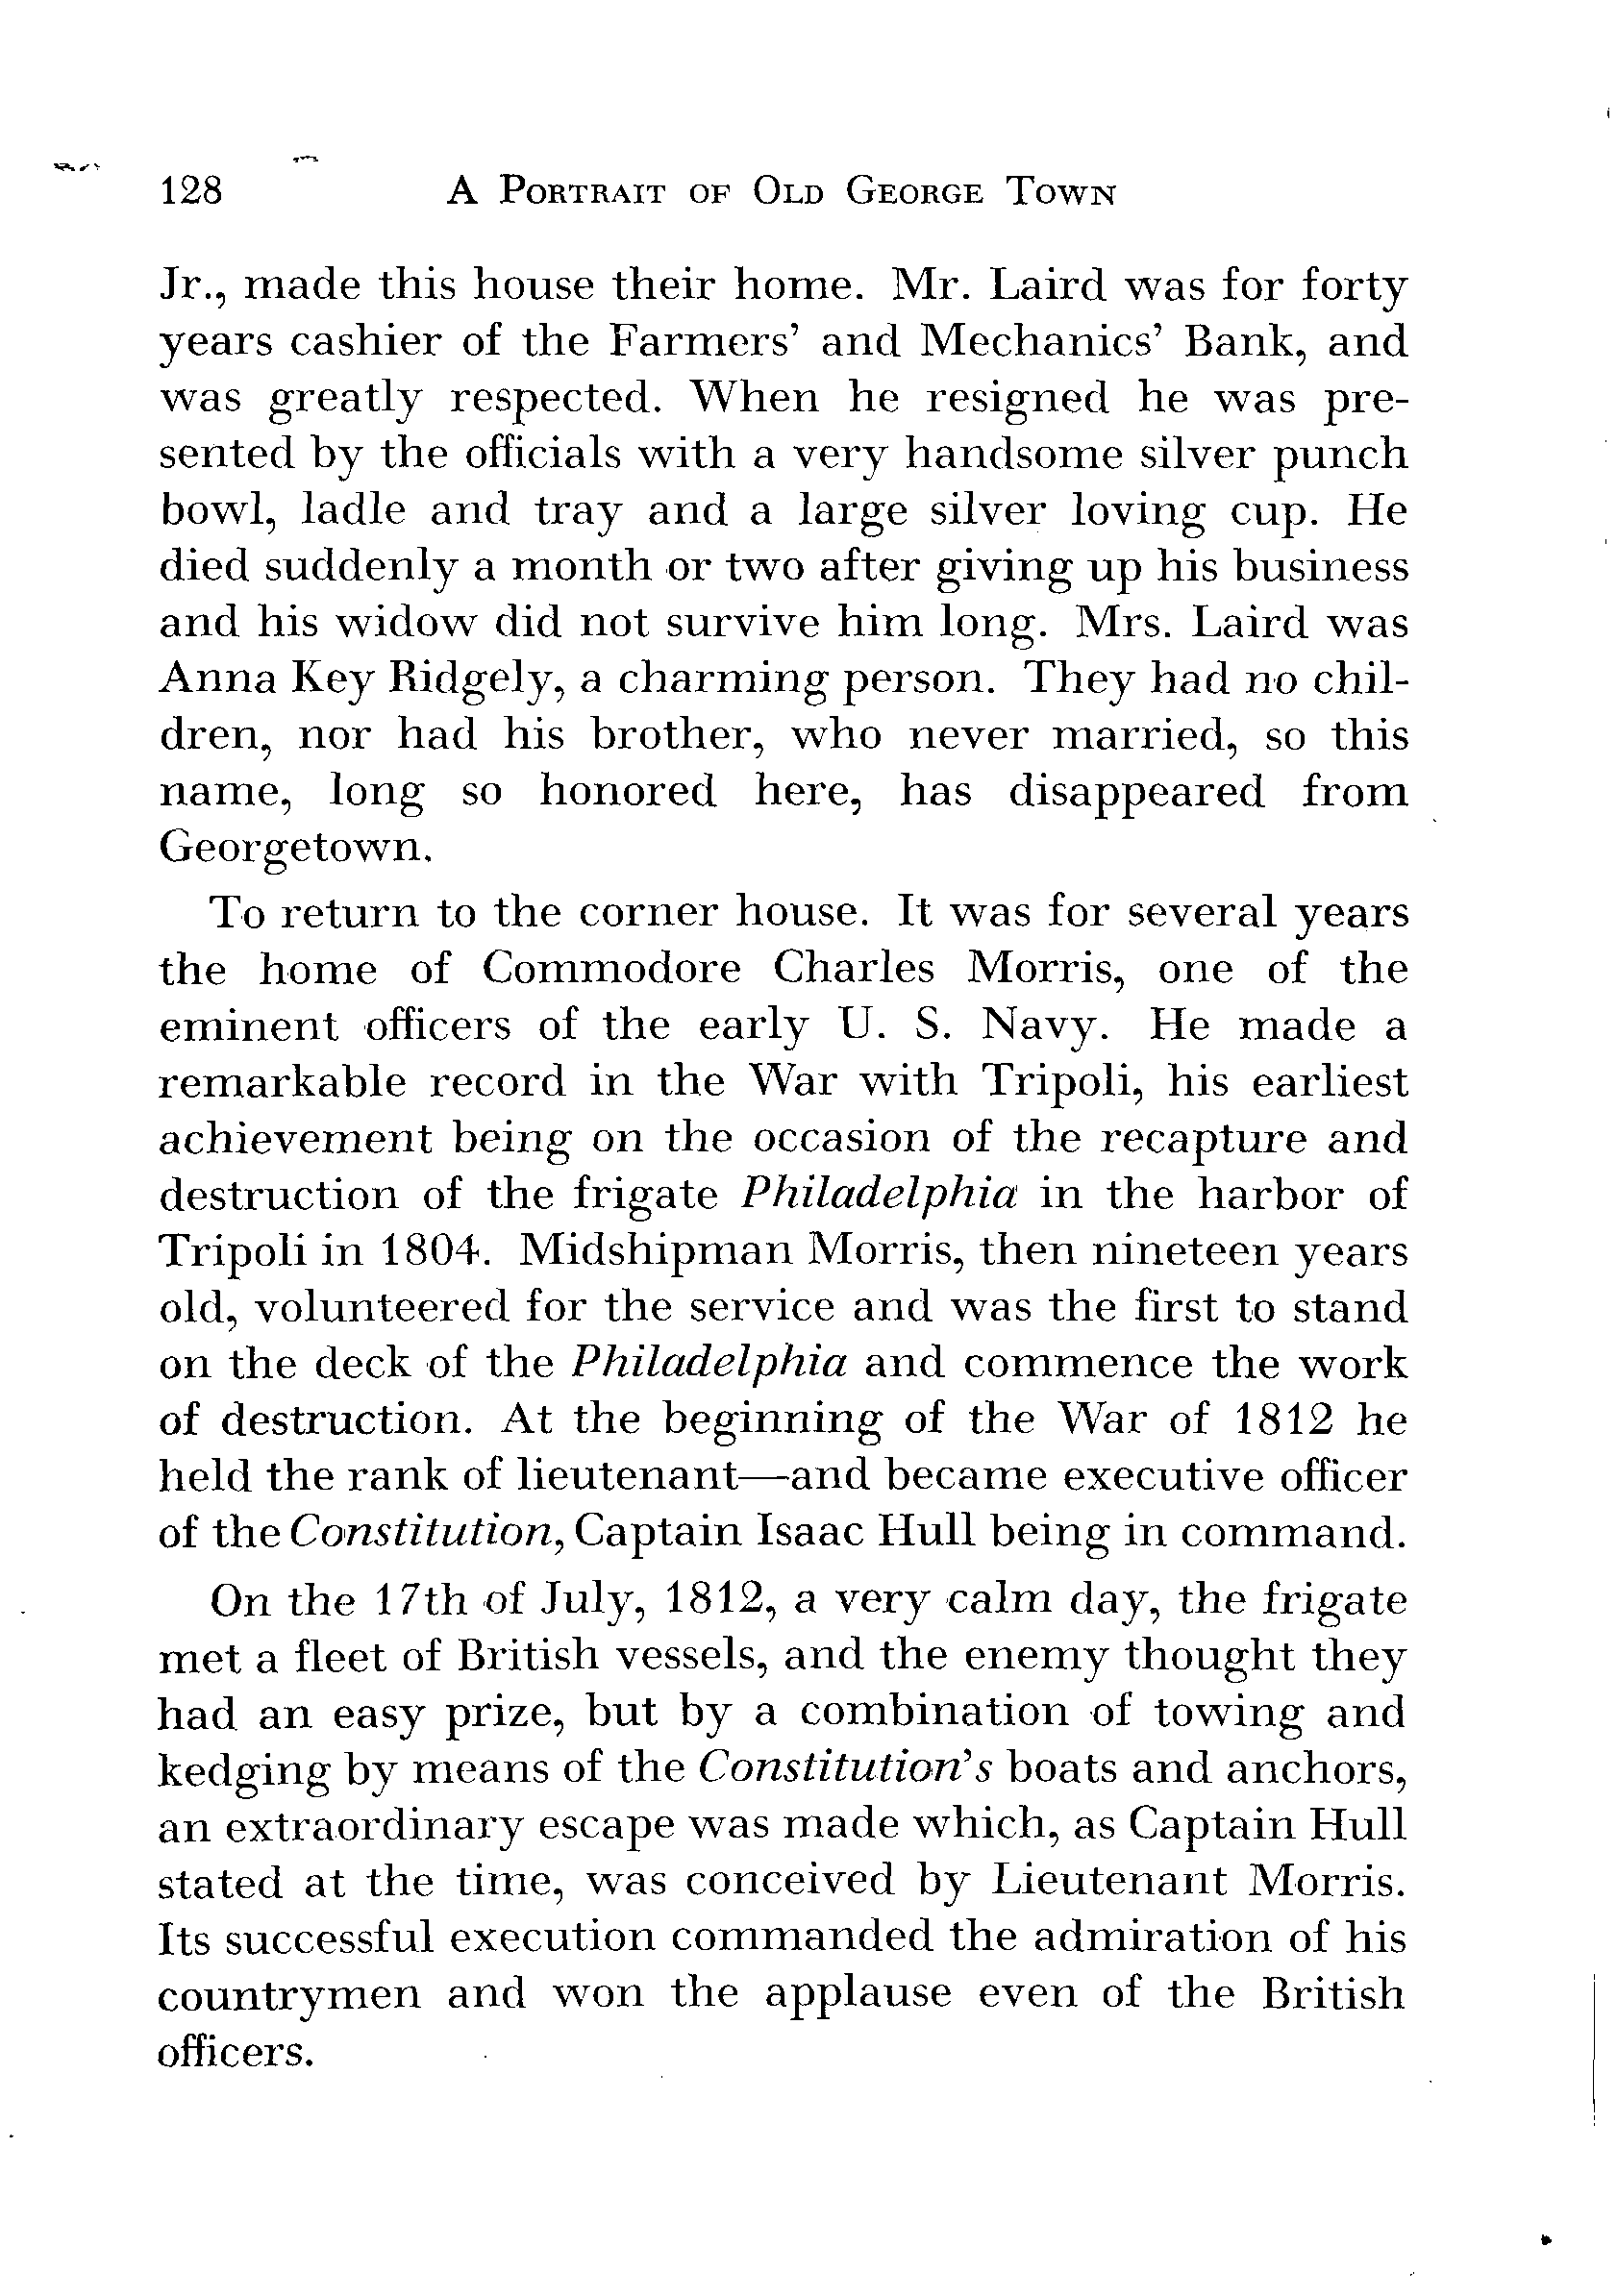 128 A Portrait of Old George Town
Jr., made this house their home. Mr. Laird was for forty
years cashier of the Farmers' and Mechanics' Bank, and
was greatly respected. When he resigned he was pre-
sented by the officials with a very handsome silver punch
bowl, ladle and tray and a large silver loving cup. He
died suddenly a month or two after giving up his business
and his widow did not survive him long. Mrs. Laird was
Anna Key Ridgely, a charming person. They had no chil-
dren, nor had his brother, who never married, so this
name, long so honored here, has disappeared from
Georgetown.
To return to the corner house. It was for several years
the home of Commodore Charles Morris, one of the
eminent officers of the early U. S. Navy. He made a
remarkable record in the War with Tripoli, his earliest
achievement being on the occasion of the recapture and
destruction of the frigate Philadelphia in the harbor of
Tripoli in 1804. Midshipman Morris, then nineteen years
old, volunteered for the service and was the first to stand
on the deck of the Philadelphia and commence the work
of destruction. At the beginning of the War of 1812 he
held the rank of lieutenant—and became executive officer
of the Constitution, Captain Isaac Hull being in command.
On the 17th of July, 1812, a very calm day, the frigate
met a fleet of British vessels, and the enemy thought they
had an easy prize, but by a combination of towing and
kedging by means of the Constitution's boats and anchors,
an extraordinary escape was made which, as Captain Hull
stated at the time, was conceived by Lieutenant Morris.
Its successful execution commanded the admiration of his
countrymen and won the applause even of the British
officers.